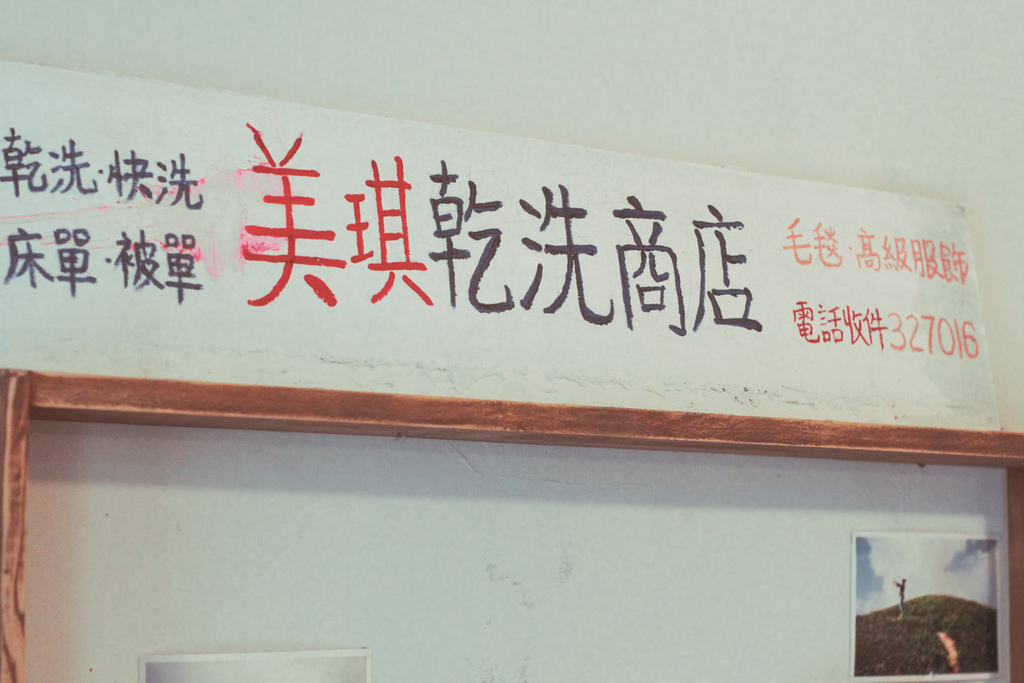 乾洗·快洗
床單·被單
美琪乾洗商店
毛毯·高級服飾
電話收件327016